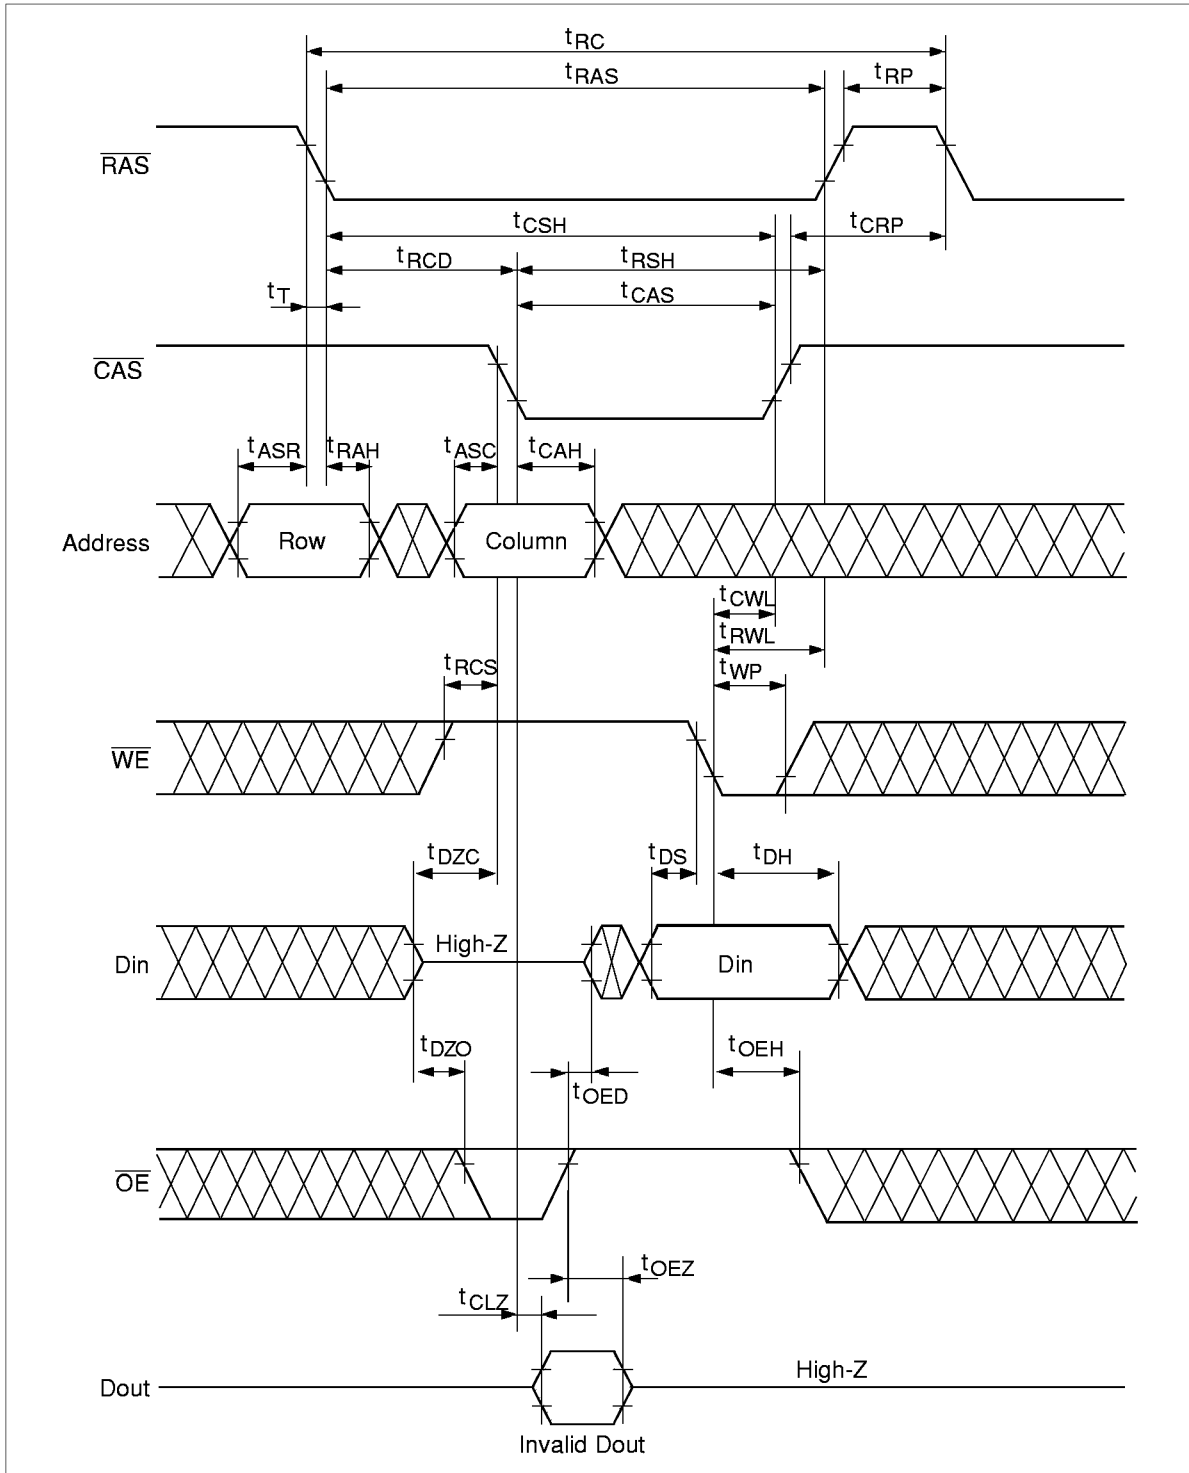 tRC
tRAS
tRP
RAS
tCSH
tCRP
tRCD
tRSH
tT
tCAS
CAS
tASR
tRAH
tASC
tCAH
Address
Row
Column
tCWL
tRWL
tRCS
tWP
WE
tDZC
tDS
tDH
High-Z
Din
Din
tDZO
tOEH
tOED
OE
tOEZ
tCLZ
High-Z
Dout
Invalid Dout